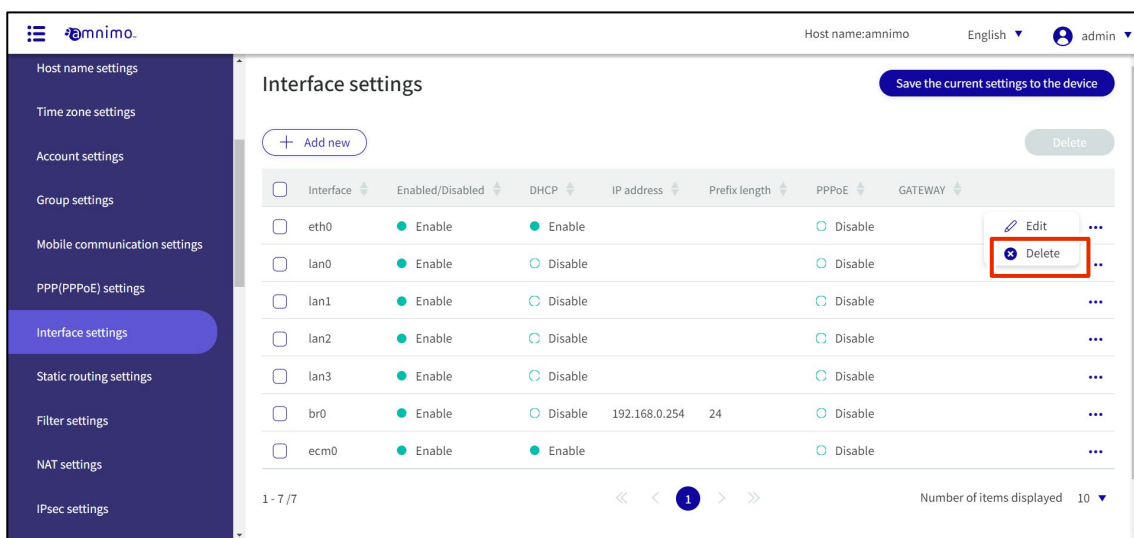 amnimo
Host name:amnimo
English
admin
Host name settings
Time zone settings
Account settings
Group settings
Mobile communication settings
PPP(PPPoE) settings
Interface settings
Static routing settings
Filter settings
NAT settings
IPsec settings
Interface settings
Save the current settings to the device
+ Add new
Delete
Interface Enabled/Disabled DHCP IP address Prefix length PPPoE GATEWAY
eth0 Enable Enable Disable Edit ...
Delete
lan0 Enable Disable Disable ..
lan1 Enable Disable Disable ...
lan2 Enable Disable Disable ...
lan3 Enable Disable Disable ...
br0 Enable Disable 192.168.0.254 24 Disable ...
ecm0 Enable Enable Disable ...
1 - 7 /7
« < 1 > »
Number of items displayed 10